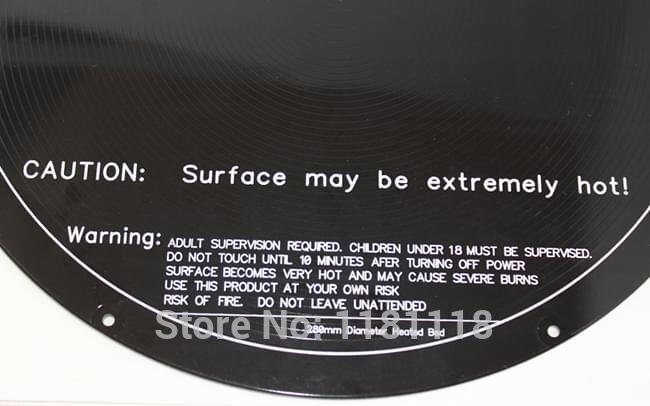 CAUTION: Surface may be extremely hot!
Warning: ADULT SUPERVISION REQUIRED. CHILDREN UNDER 18 MUST BE SUPERVISED.
DO NOT TOUCH UNTIL 10 MINUTES AFER TURNING OFF POWER
SURFACE BECOMES VERY HOT AND MAY CAUSE SEVERE BURNS
USE THIS PRODUCT AT YOUR OWN RISK
RISK OF FIRE. DO NOT LEAVE UNATTENDED
Store No: 1181118
280mm Diameter Heated Bed